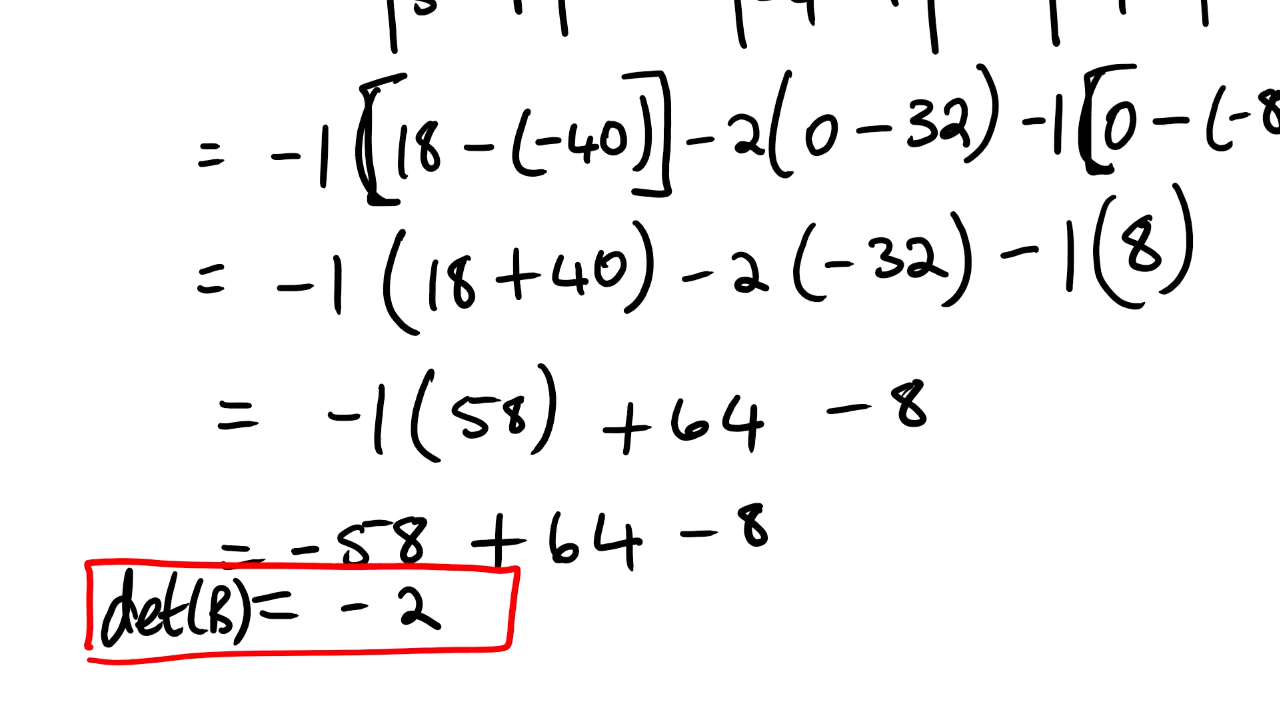 = -1 [18 - (-40)] - 2(0 - 32) - 1[0 - (-8
= -1 (18 + 40) - 2 (-32) - 1(8)
= -1(58) + 64 - 8
= -58 + 64 - 8
det(B) = -2